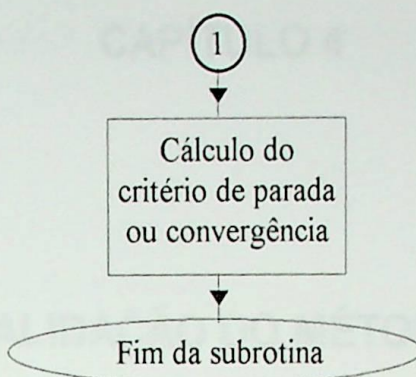 1
Cálculo do
critério de parada
ou convergência
Fim da subrotina